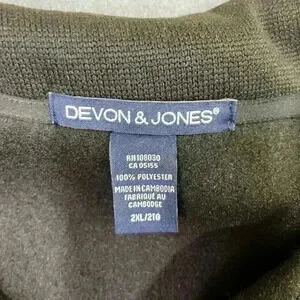 DEVON & JONES®
RN108030
CA 05155
100% POLYESTER
MADE IN CAMBODIA
FABRIQUÉ AU
CAMBODGE
2XL/2TG